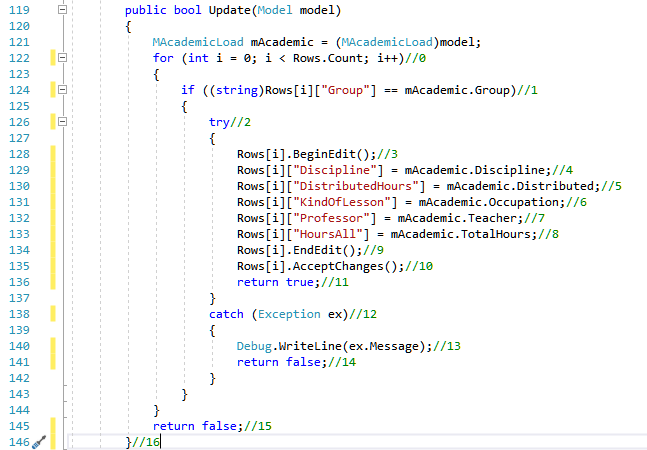 119 public bool Update(Model model)
120 {
121 MAcademicLoad mAcademic = (MAcademicLoad)model;
122 for (int i = 0; i < Rows.Count; i++)//0
123 {
124 if ((string)Rows[i]["Group"] == mAcademic.Group)//1
125 {
126 try//2
127 {
128 Rows[i].BeginEdit();//3
129 Rows[i]["Discipline"] = mAcademic.Discipline;//4
130 Rows[i]["DistributedHours"] = mAcademic.Distributed;//5
131 Rows[i]["KindOfLesson"] = mAcademic.Occupation;//6
132 Rows[i]["Professor"] = mAcademic.Teacher;//7
133 Rows[i]["HoursAll"] = mAcademic.TotalHours;//8
134 Rows[i].EndEdit();//9
135 Rows[i].AcceptChanges();//10
136 return true;//11
137 }
138 catch (Exception ex)//12
139 {
140 Debug.WriteLine(ex.Message);//13
141 return false;//14
142 }
143 }
144 }
145 return false;//15
146 }//16